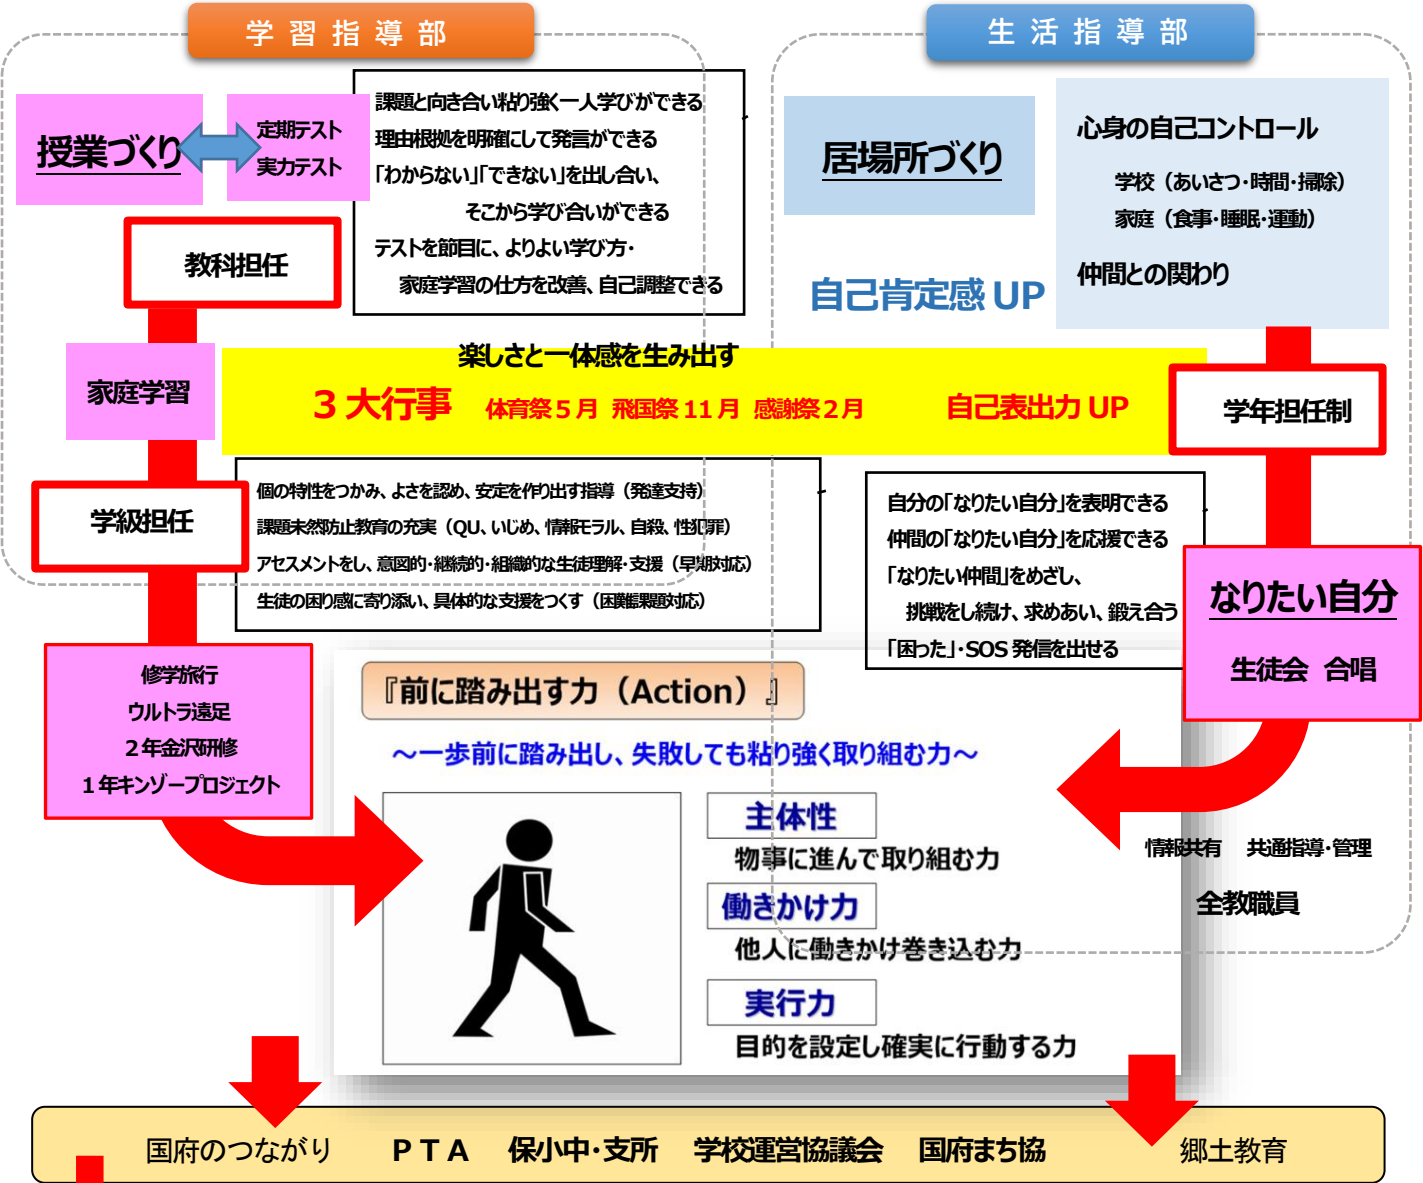 学習指導部
授業づくり
定期テスト
実力テスト
課題と向き合い粘り強く一人学びができる
理由根拠を明確にして発言ができる
「わからない」「できない」を出し合い、
そこから学び合いができる
テストを節目に、よりよい学び方・
家庭学習の仕方を改善、自己調整できる
教科担任
家庭学習
学級担任
生活指導部
居場所づくり
心身の自己コントロール
学校（あいさつ・時間・掃除）
家庭（食事・睡眠・運動）
仲間との関わり
自己肯定感 UP
楽しさと一体感を生み出す
３大行事 体育祭５月 飛国祭 11 月 感謝祭２月 自己表出力 UP
学年担任制
個の特性をつかみ、よさを認め、安定を作り出す指導（発達支持）
課題未然防止教育の充実（QU、いじめ、情報モラル、自殺、性犯罪）
アセスメントをし、意図的・継続的・組織的な生徒理解・支援（早期対応）
生徒の困り感に寄り添い、具体的な支援をつくす（困難課題対応）
自分の「なりたい自分」を表明できる
仲間の「なりたい自分」を応援できる
「なりたい仲間」をめざし、
挑戦をし続け、求めあい、鍛え合う
「困った」・SOS 発信を出せる
なりたい自分
生徒会 合唱
修学旅行
ウルトラ遠足
２年金沢研修
１年キンゾープロジェクト
『前に踏み出す力（Action）』
～一歩前に踏み出し、失敗しても粘り強く取り組む力～
主体性
物事に進んで取り組む力
働きかけ力
他人に働きかけ巻き込む力
実行力
目的を設定し確実に行動する力
情報共有 共通指導・管理
全教職員
国府のつながり ＰＴＡ 保小中・支所 学校運営協議会 国府まち協 郷土教育